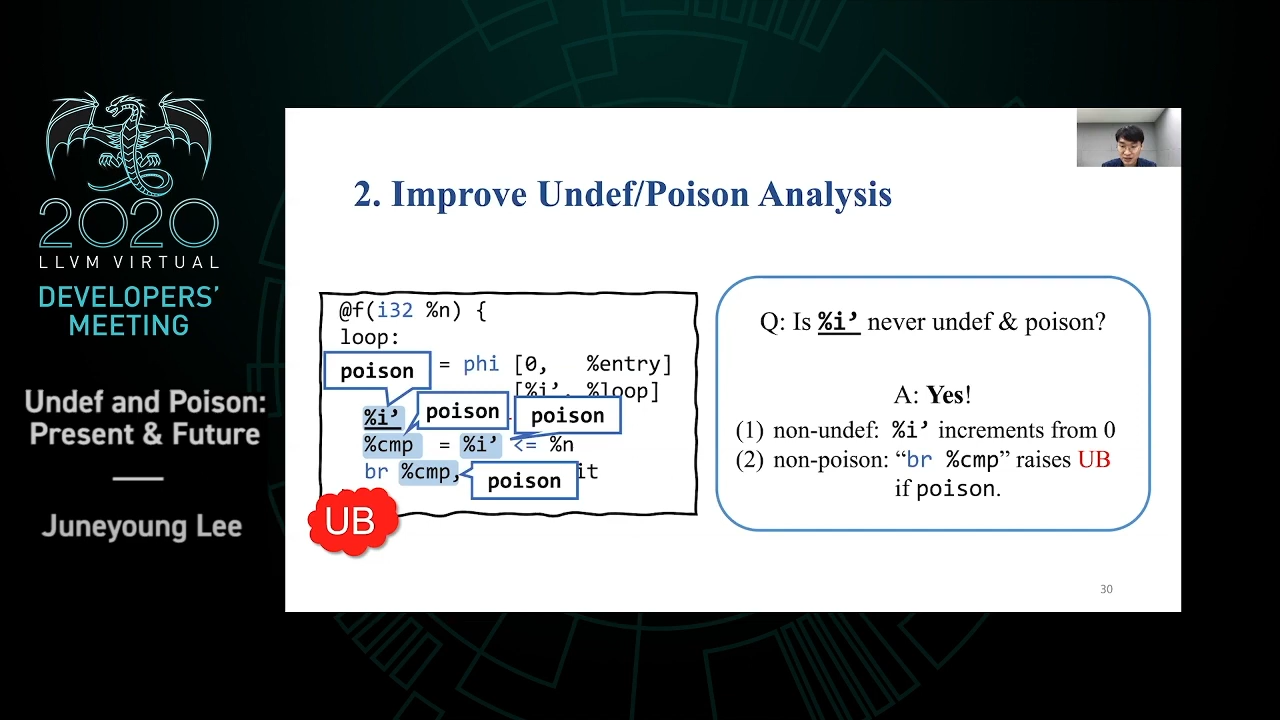 2020
LLVM VIRTUAL
DEVELOPERS'
MEETING
Undef and Poison:
Present & Future
Juneyoung Lee
2. Improve Undef/Poison Analysis
@f(i32 %n) {
loop:
poison = phi [0, %entry]
[%i’, %loop]
%i’ poison poison
%cmp = %i’ <= %n
br %cmp, poison it
UB
Q: Is %i’ never undef & poison?
A: Yes!
(1) non-undef: %i’ increments from 0
(2) non-poison: “br %cmp” raises UB
if poison.
30